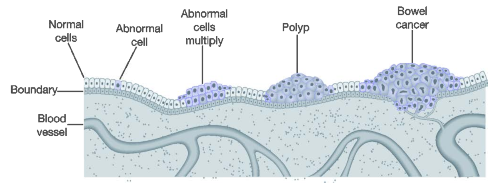 Normal
cells
Abnormal
cell
Abnormal
cells
multiply
Polyp
Bowel
cancer
Boundary
Blood
vessel